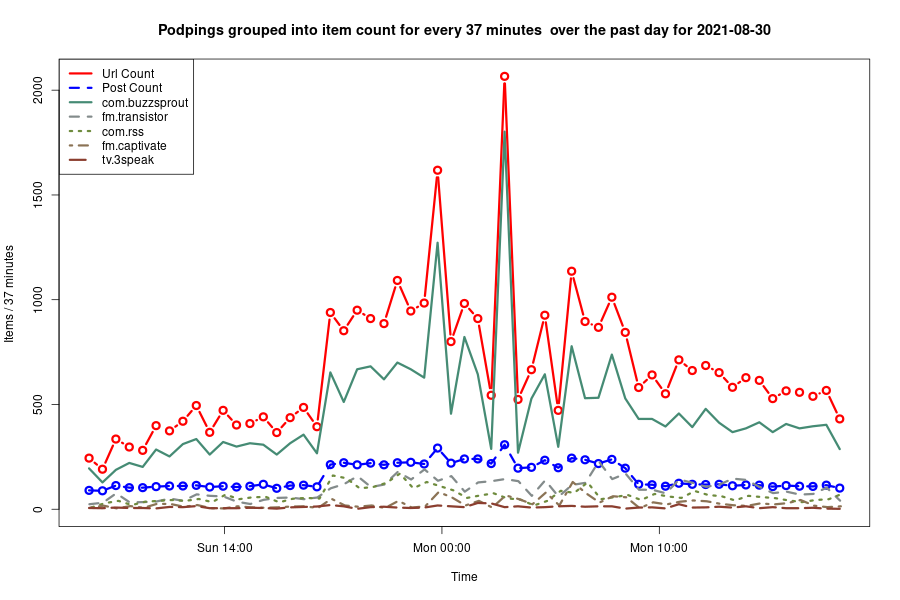 Podpings grouped into item count for every 37 minutes  over the past day for 2021-08-30
Url Count
Post Count
com.buzzsprout
fm.transistor
com.rss
fm.captivate
tv.3speak
Items / 37 minutes
2000
1500
1000
500
0
Sun 14:00
Mon 00:00
Mon 10:00
Time